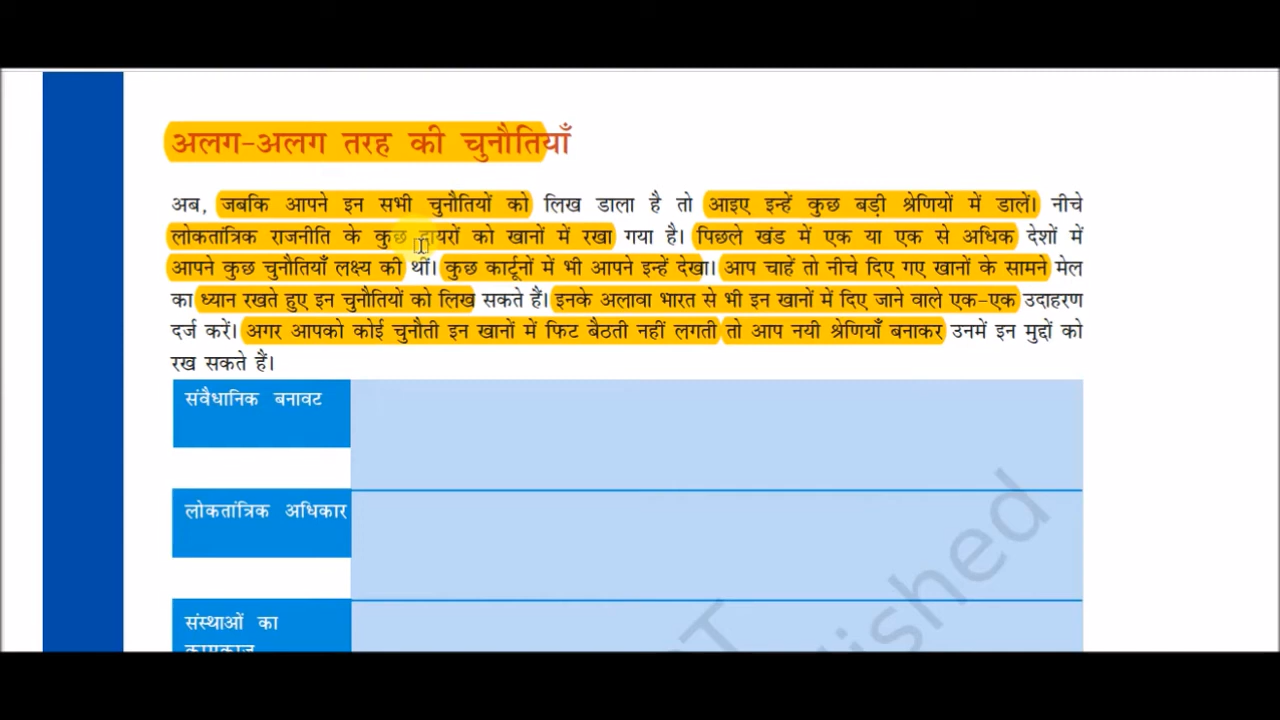 अलग-अलग तरह की चुनौतियाँ
अब, जबकि आपने इन सभी चुनौतियों को लिख डाला है तो आइए इन्हें कुछ बड़ी श्रेणियों में डालें। नीचे
लोकतांत्रिक राजनीति के कुछ दायरों को खानों में रखा गया है। पिछले खंड में एक या एक से अधिक देशों में
आपने कुछ चुनौतियाँ लक्ष्य की थीं। कुछ कार्टूनों में भी आपने इन्हें देखा। आप चाहें तो नीचे दिए गए खानों के सामने मेल
का ध्यान रखते हुए इन चुनौतियों को लिख सकते हैं। इनके अलावा भारत से भी इन खानों में दिए जाने वाले एक-एक उदाहरण
दर्ज करें। अगर आपको कोई चुनौती इन खानों में फिट बैठती नहीं लगती तो आप नयी श्रेणियाँ बनाकर उनमें इन मुद्दों को
रख सकते हैं।
संवैधानिक बनावट
लोकतांत्रिक अधिकार
संस्थाओं का
कामकाज
T
lished